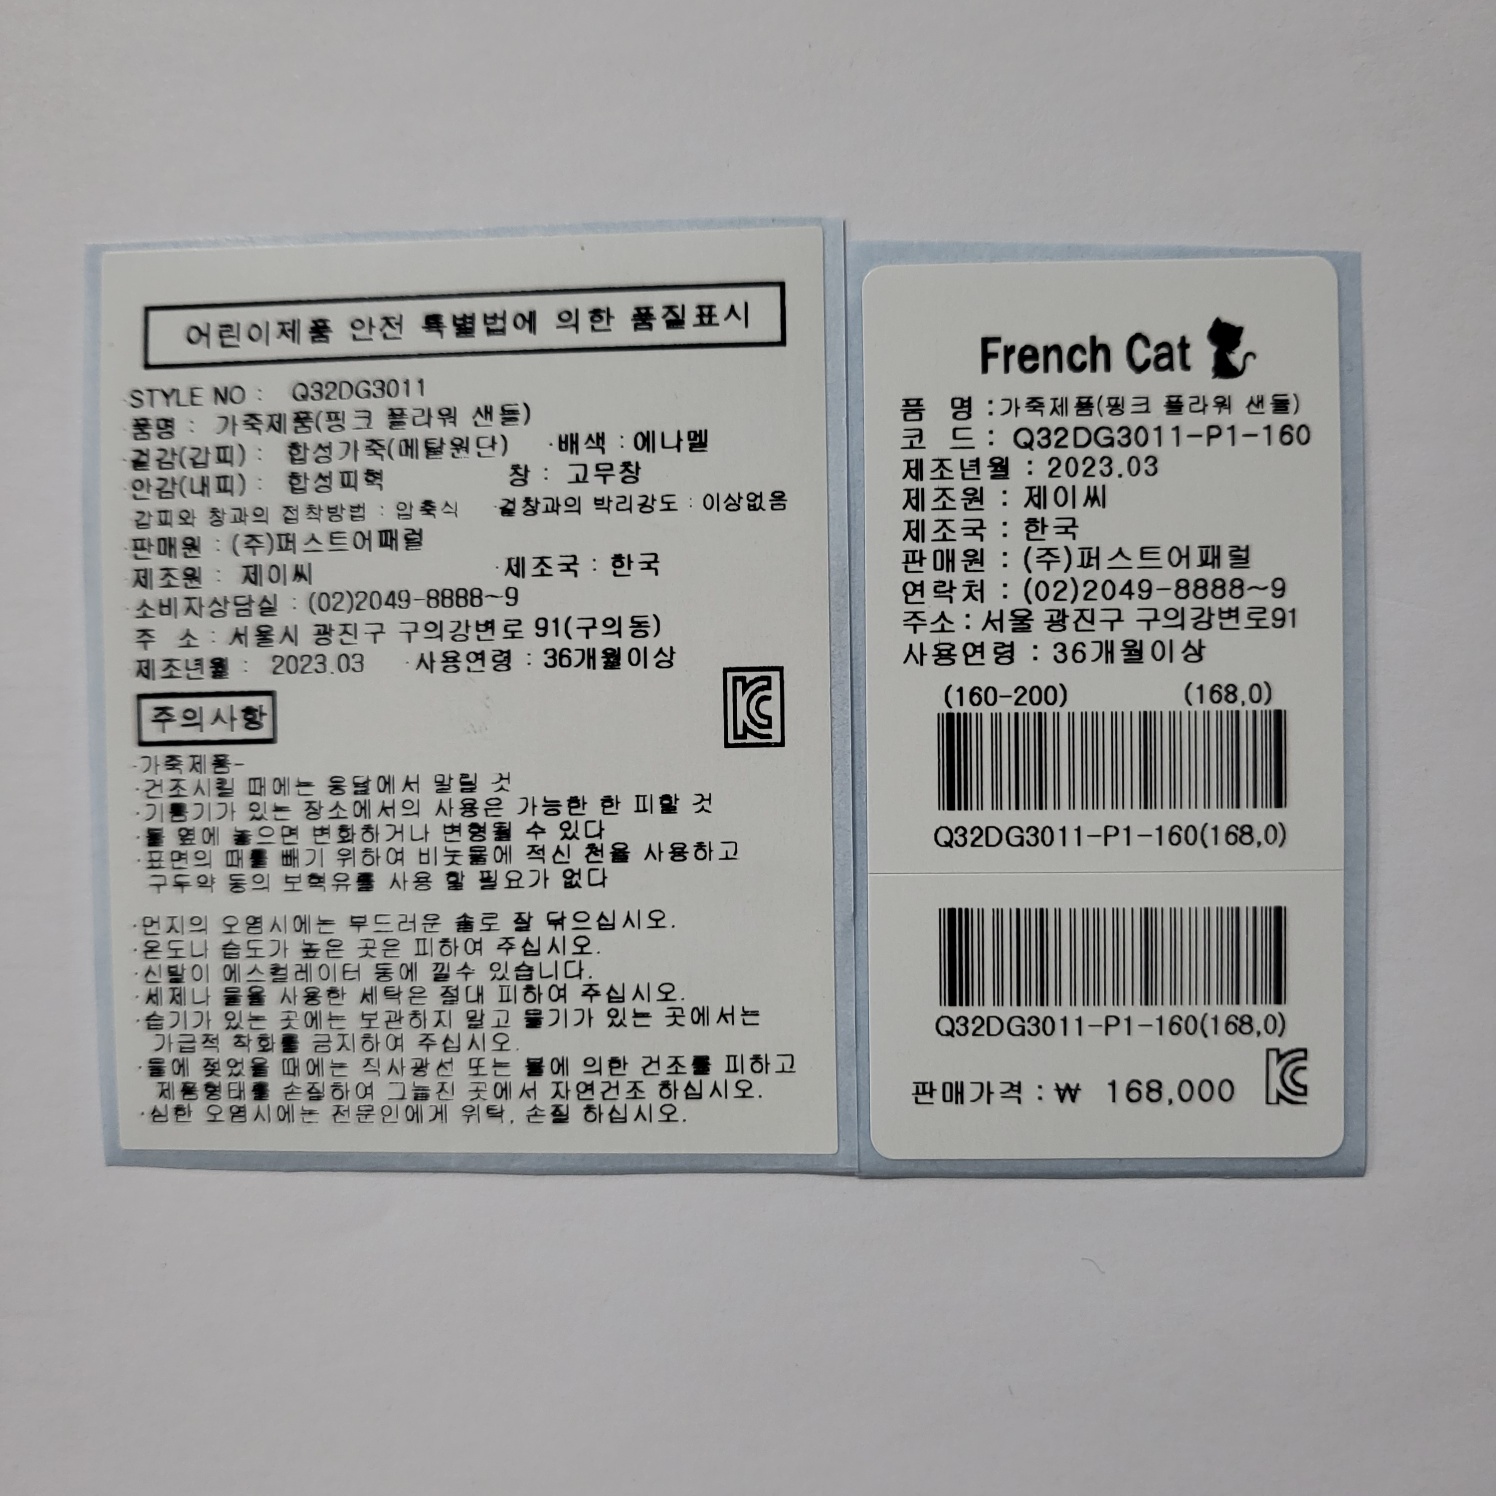 어린이제품 안전 특별법에 의한 품질표시
STYLE NO : Q32DG3011
품명 : 가죽제품(핑크 플라워 샌들)
겉감(갑피) : 합성가죽(메탈원단) ·배색 : 에나멜
안감(내피) : 합성피혁 창 : 고무창
갑피와 창과의 접착방법 : 압축식 ·겉창과의 박리강도 : 이상없음
판매원 : (주)퍼스트어패럴
제조원 : 제이씨 ·제조국 : 한국
소비자상담실 : (02)2049-8888~9
주 소 : 서울시 광진구 구의강변로 91(구의동)
제조년월 : 2023.03 ·사용연령 : 36개월이상
주의사항
-가죽제품-
·건조시킬 때에는 응달에서 말릴 것
·기름기가 있는 장소에서의 사용은 가능한 한 피할 것
·불 옆에 놓으면 변화하거나 변형될 수 있다
·표면의 때를 빼기 위하여 비눗물에 적신 천을 사용하고
구두약 등의 보혁유를 사용 할 필요가 없다
·먼지의 오염시에는 부드러운 솔로 잘 닦으십시오.
·온도나 습도가 높은 곳은 피하여 주십시오.
·신발이 에스컬레이터 등에 낄수 있습니다.
·세제나 물을 사용한 세탁은 절대 피하여 주십시오.
·습기가 있는 곳에는 보관하지 말고 물기가 있는 곳에서는
가급적 착화를 금지하여 주십시오.
·물에 젖었을 때에는 직사광선 또는 불에 의한 건조를 피하고
제품형태를 손질하여 그늘진 곳에서 자연건조 하십시오.
·심한 오염시에는 전문인에게 위탁, 손질 하십시오.
French Cat
품 명 : 가죽제품(핑크 플라워 샌들)
코 드 : Q32DG3011-P1-160
제조년월 : 2023.03
제조원 : 제이씨
제조국 : 한국
판매원 : (주)퍼스트어패럴
연락처 : (02)2049-8888~9
주소 : 서울 광진구 구의강변로91
사용연령 : 36개월이상
(160-200) (168,0)
Q32DG3011-P1-160(168,0)
Q32DG3011-P1-160(168,0)
판매가격 : ₩ 168,000